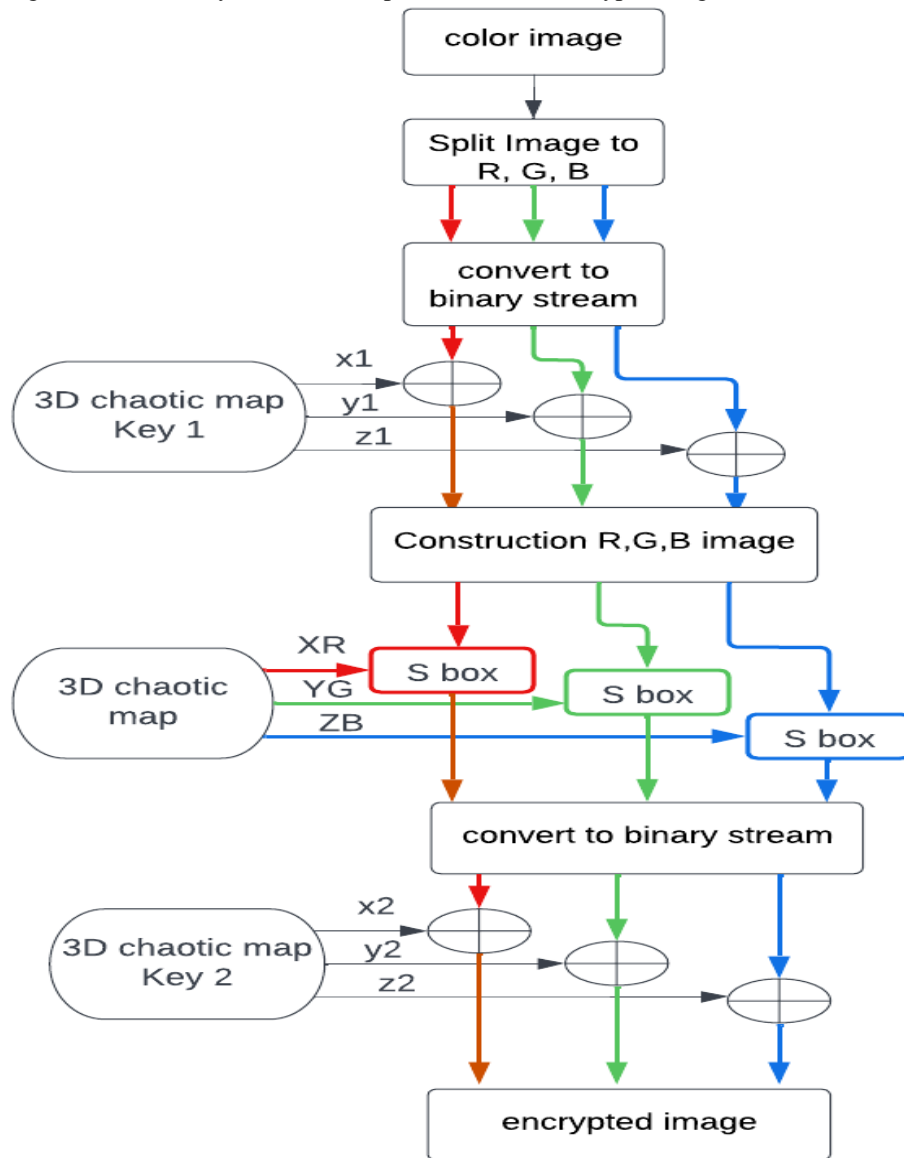 color image
Split Image to
R, G, B
convert to
binary stream
x1
3D chaotic map
Key 1
y1
z1
Construction R,G,B image
XR
S box
3D chaotic
map
YG
S box
ZB
S box
convert to binary stream
x2
3D chaotic map
Key 2
y2
z2
encrypted image